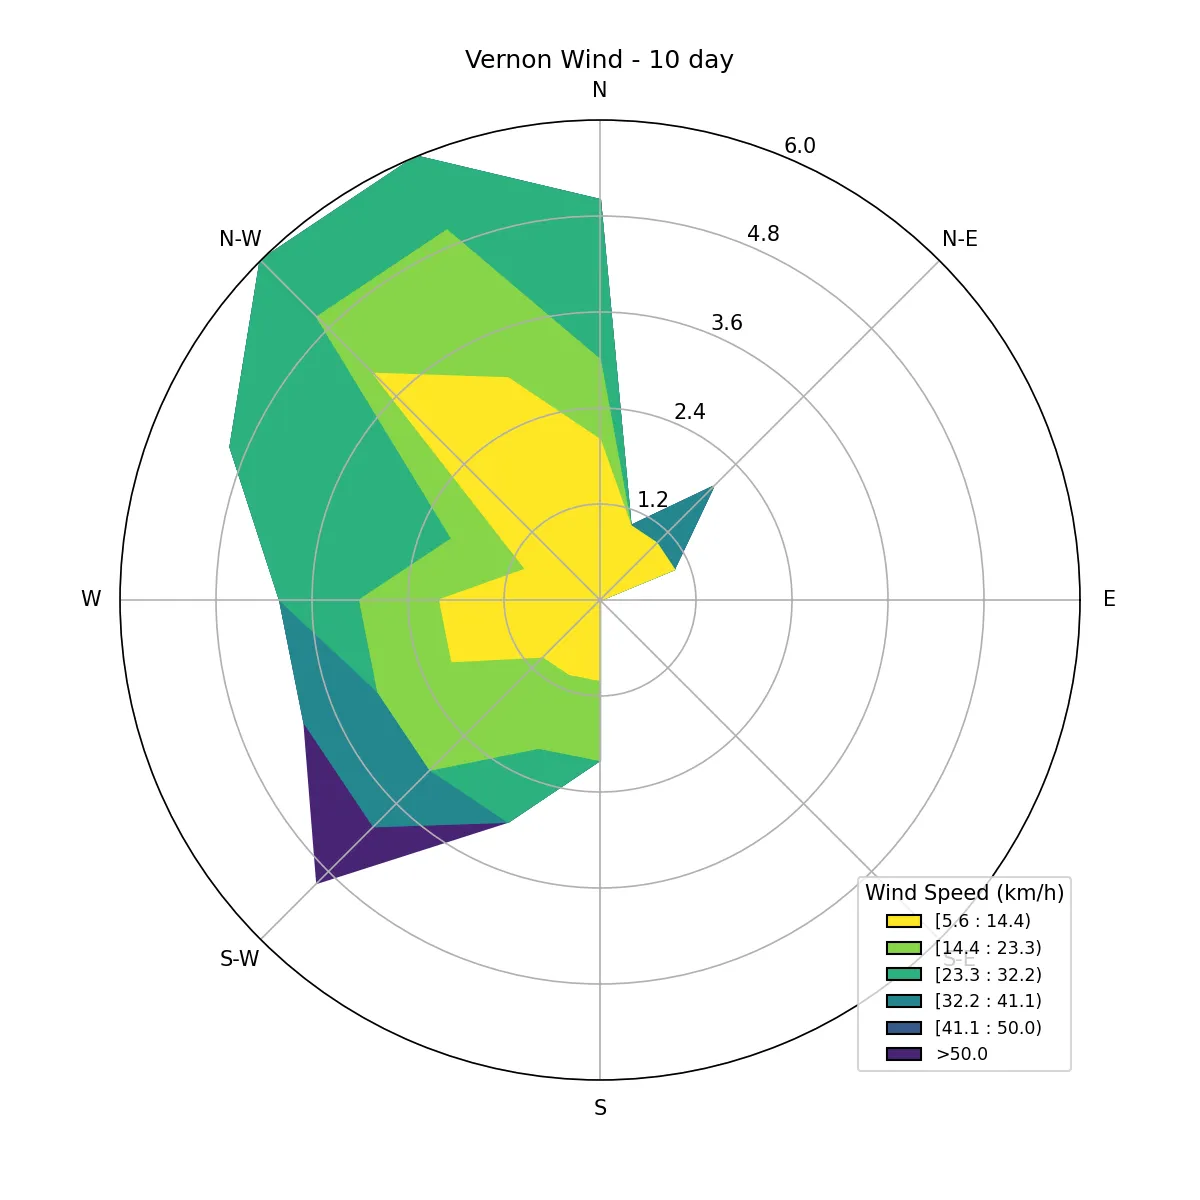 Vernon Wind - 10 day
N
6.0
N-W
N-E
4.8
3.6
2.4
1.2
W
E
S-W
S-E
S
Wind Speed (km/h)
[5.6 : 14.4)
[14.4 : 23.3)
[23.3 : 32.2)
[32.2 : 41.1)
[41.1 : 50.0)
>50.0